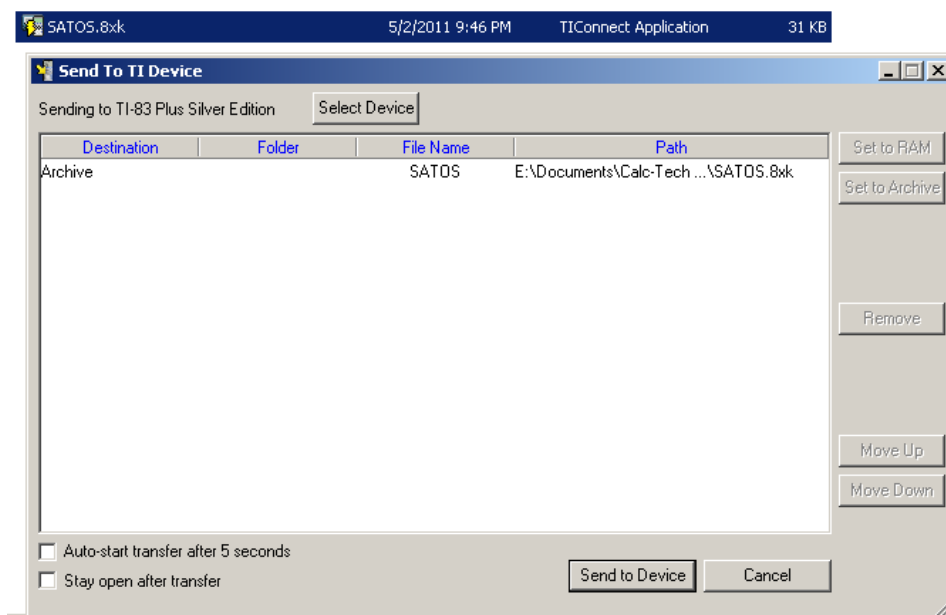 SATOS.8xk 5/2/2011 9:46 PM TIConnect Application 31 KB
Send To TI Device
Sending to TI-83 Plus Silver Edition Select Device
Destination Folder File Name Path Set to RAM
Archive SATOS E:\Documents\Calc-Tech ...\SATOS.8xk
Set to Archive
Remove
Move Up
Move Down
Auto-start transfer after 5 seconds
Stay open after transfer Send to Device Cancel